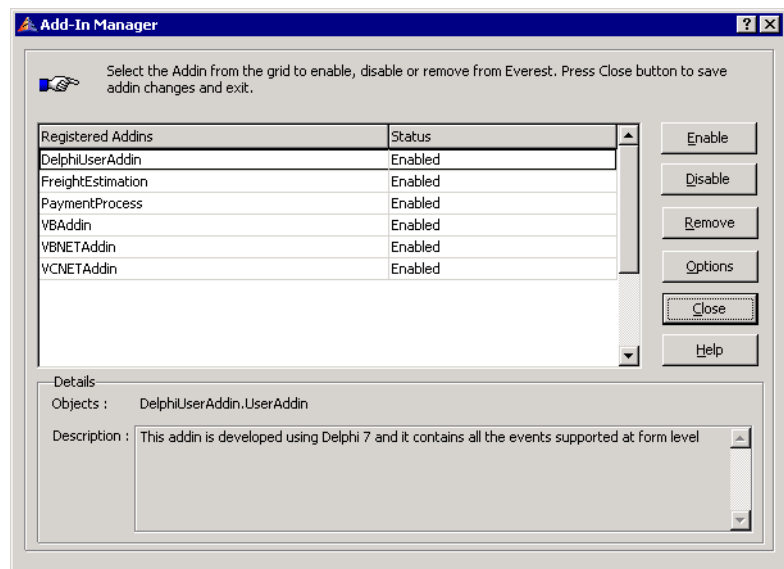 Add-In Manager
Select the Addin from the grid to enable, disable or remove from Everest. Press Close button to save
addin changes and exit.
Registered Addins Status
DelphiUserAddin Enabled
FreightEstimation Enabled
PaymentProcess Enabled
VBAddin Enabled
VBNETAddin Enabled
VCNETAddin Enabled
Enable
Disable
Remove
Options
Close
Help
Details
Objects : DelphiUserAddin.UserAddin
Description : This addin is developed using Delphi 7 and it contains all the events supported at form level